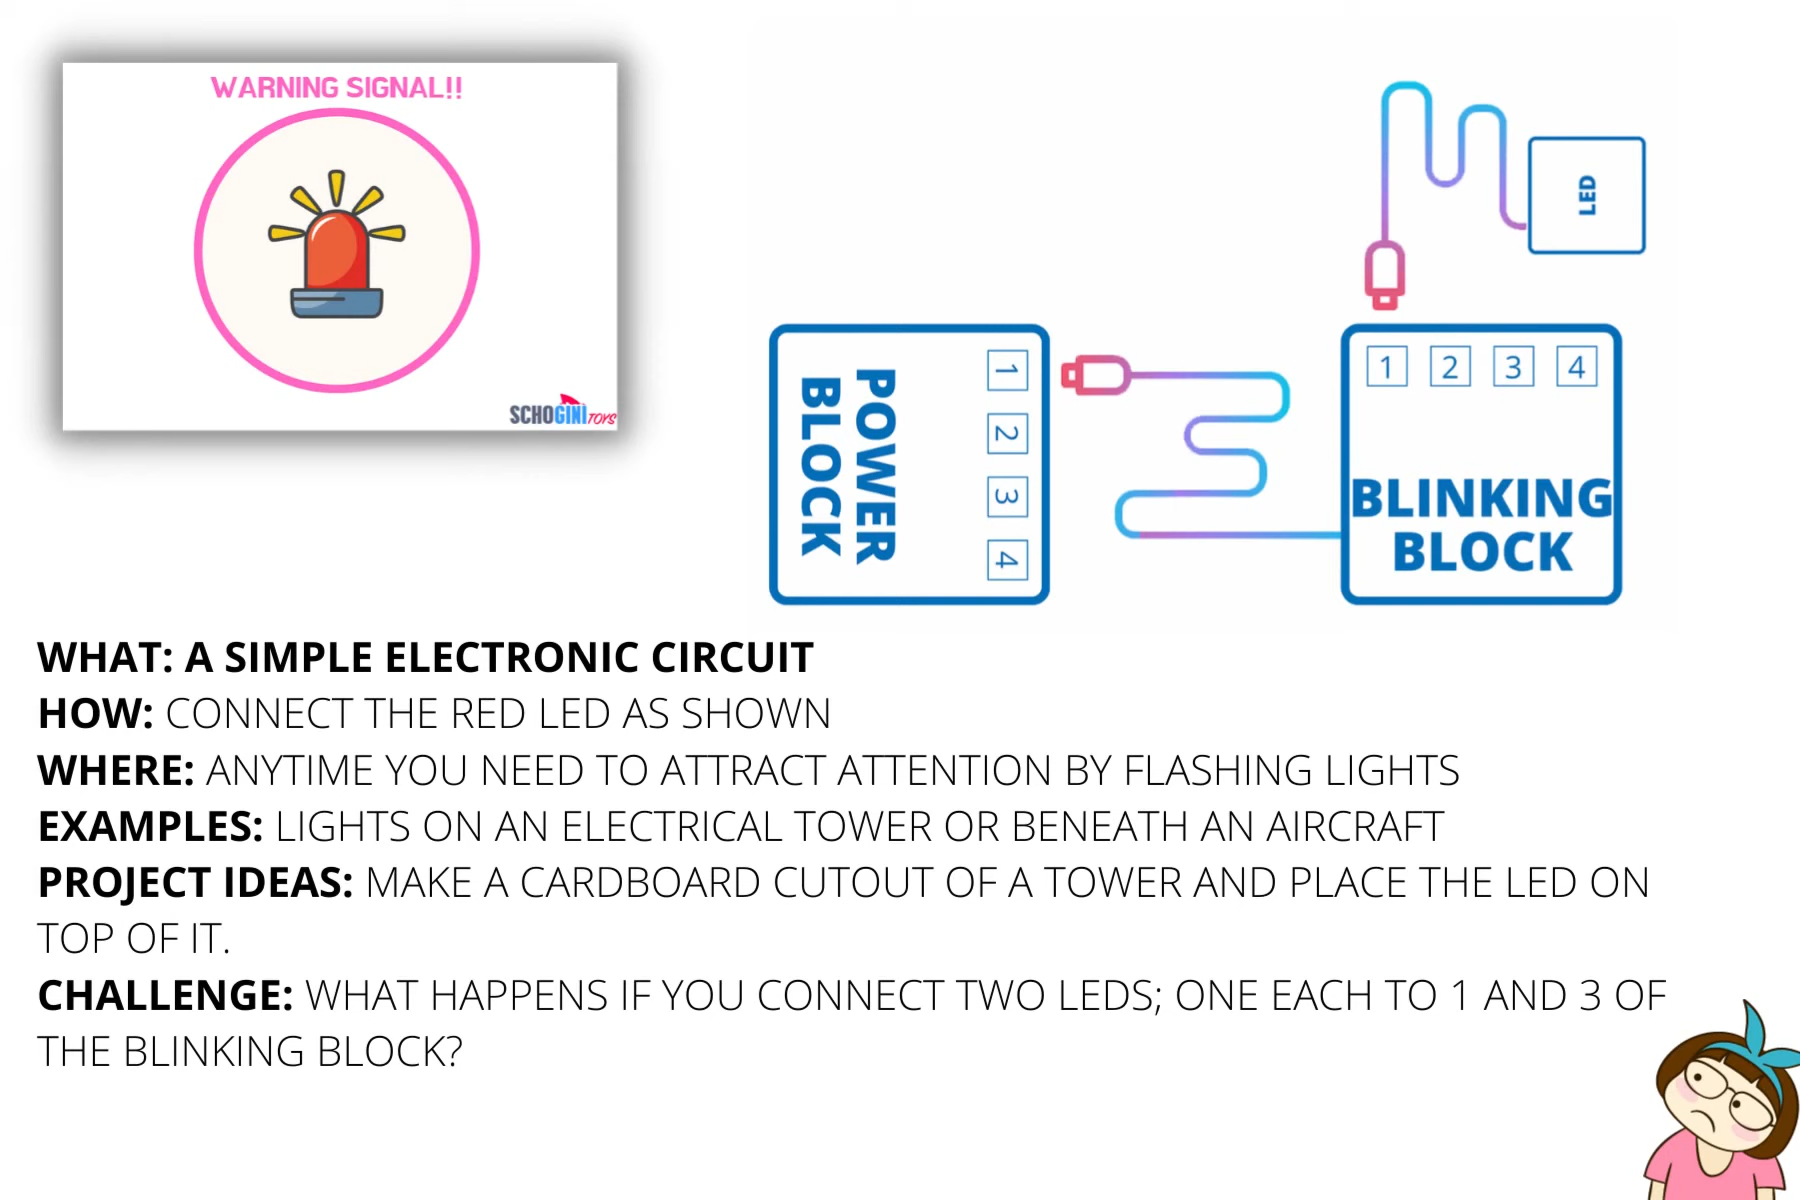 WARNING SIGNAL!!
SCHOGINI TOYS
LED
POWER
BLOCK
1
2
3
4
1 2 3 4
BLINKING
BLOCK
WHAT: A SIMPLE ELECTRONIC CIRCUIT
HOW: CONNECT THE RED LED AS SHOWN
WHERE: ANYTIME YOU NEED TO ATTRACT ATTENTION BY FLASHING LIGHTS
EXAMPLES: LIGHTS ON AN ELECTRICAL TOWER OR BENEATH AN AIRCRAFT
PROJECT IDEAS: MAKE A CARDBOARD CUTOUT OF A TOWER AND PLACE THE LED ON
TOP OF IT.
CHALLENGE: WHAT HAPPENS IF YOU CONNECT TWO LEDS; ONE EACH TO 1 AND 3 OF
THE BLINKING BLOCK?